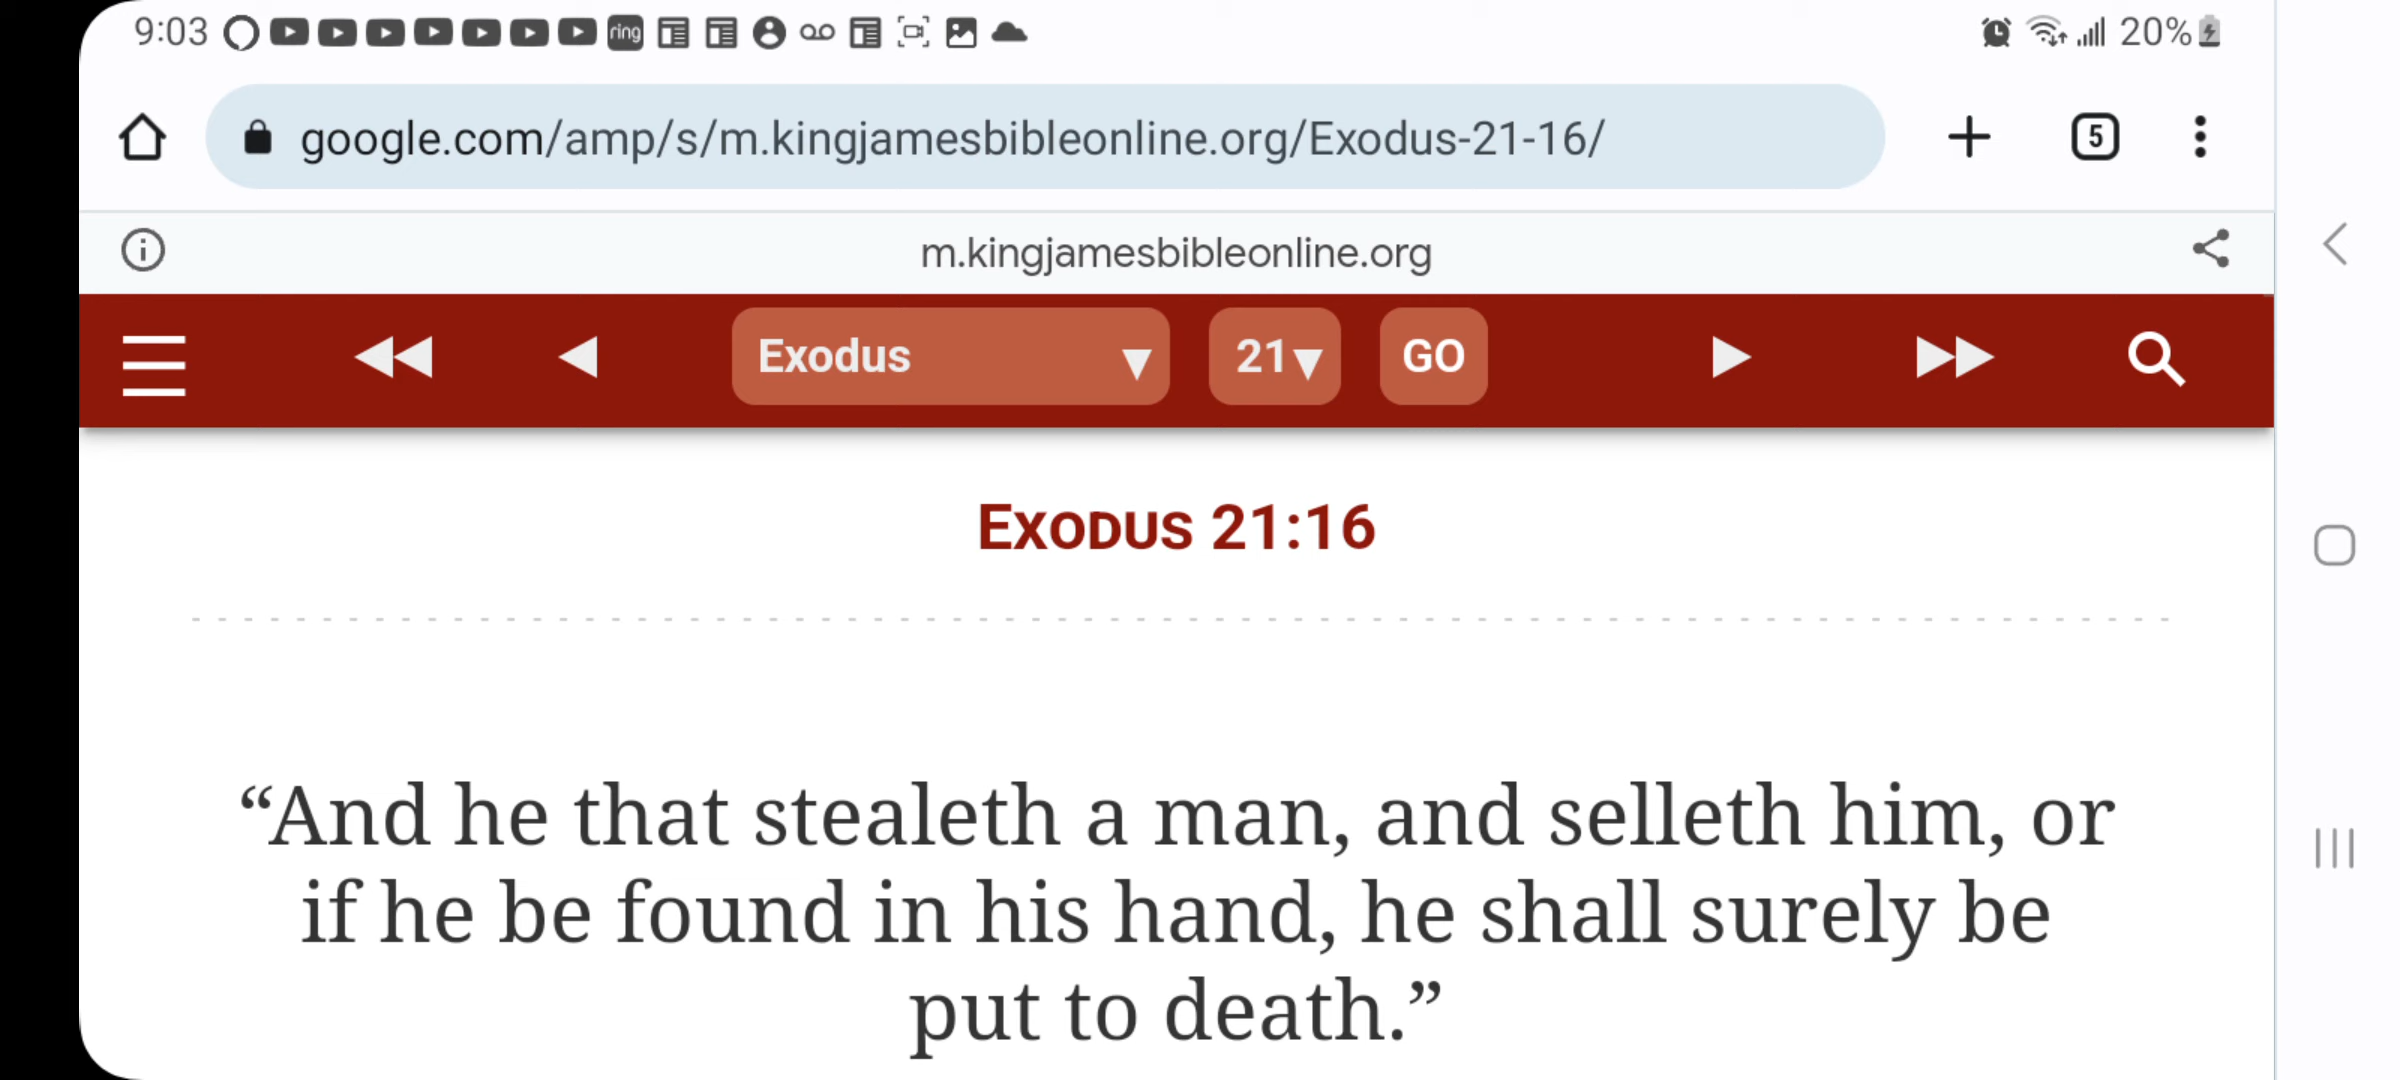 9:03 ring 20%
google.com/amp/s/m.kingjamesbibleonline.org/Exodus-21-16/ 5
m.kingjamesbibleonline.org
Exodus 21 GO
EXODUS 21:16
“And he that stealeth a man, and selleth him, or
if he be found in his hand, he shall surely be
put to death.”